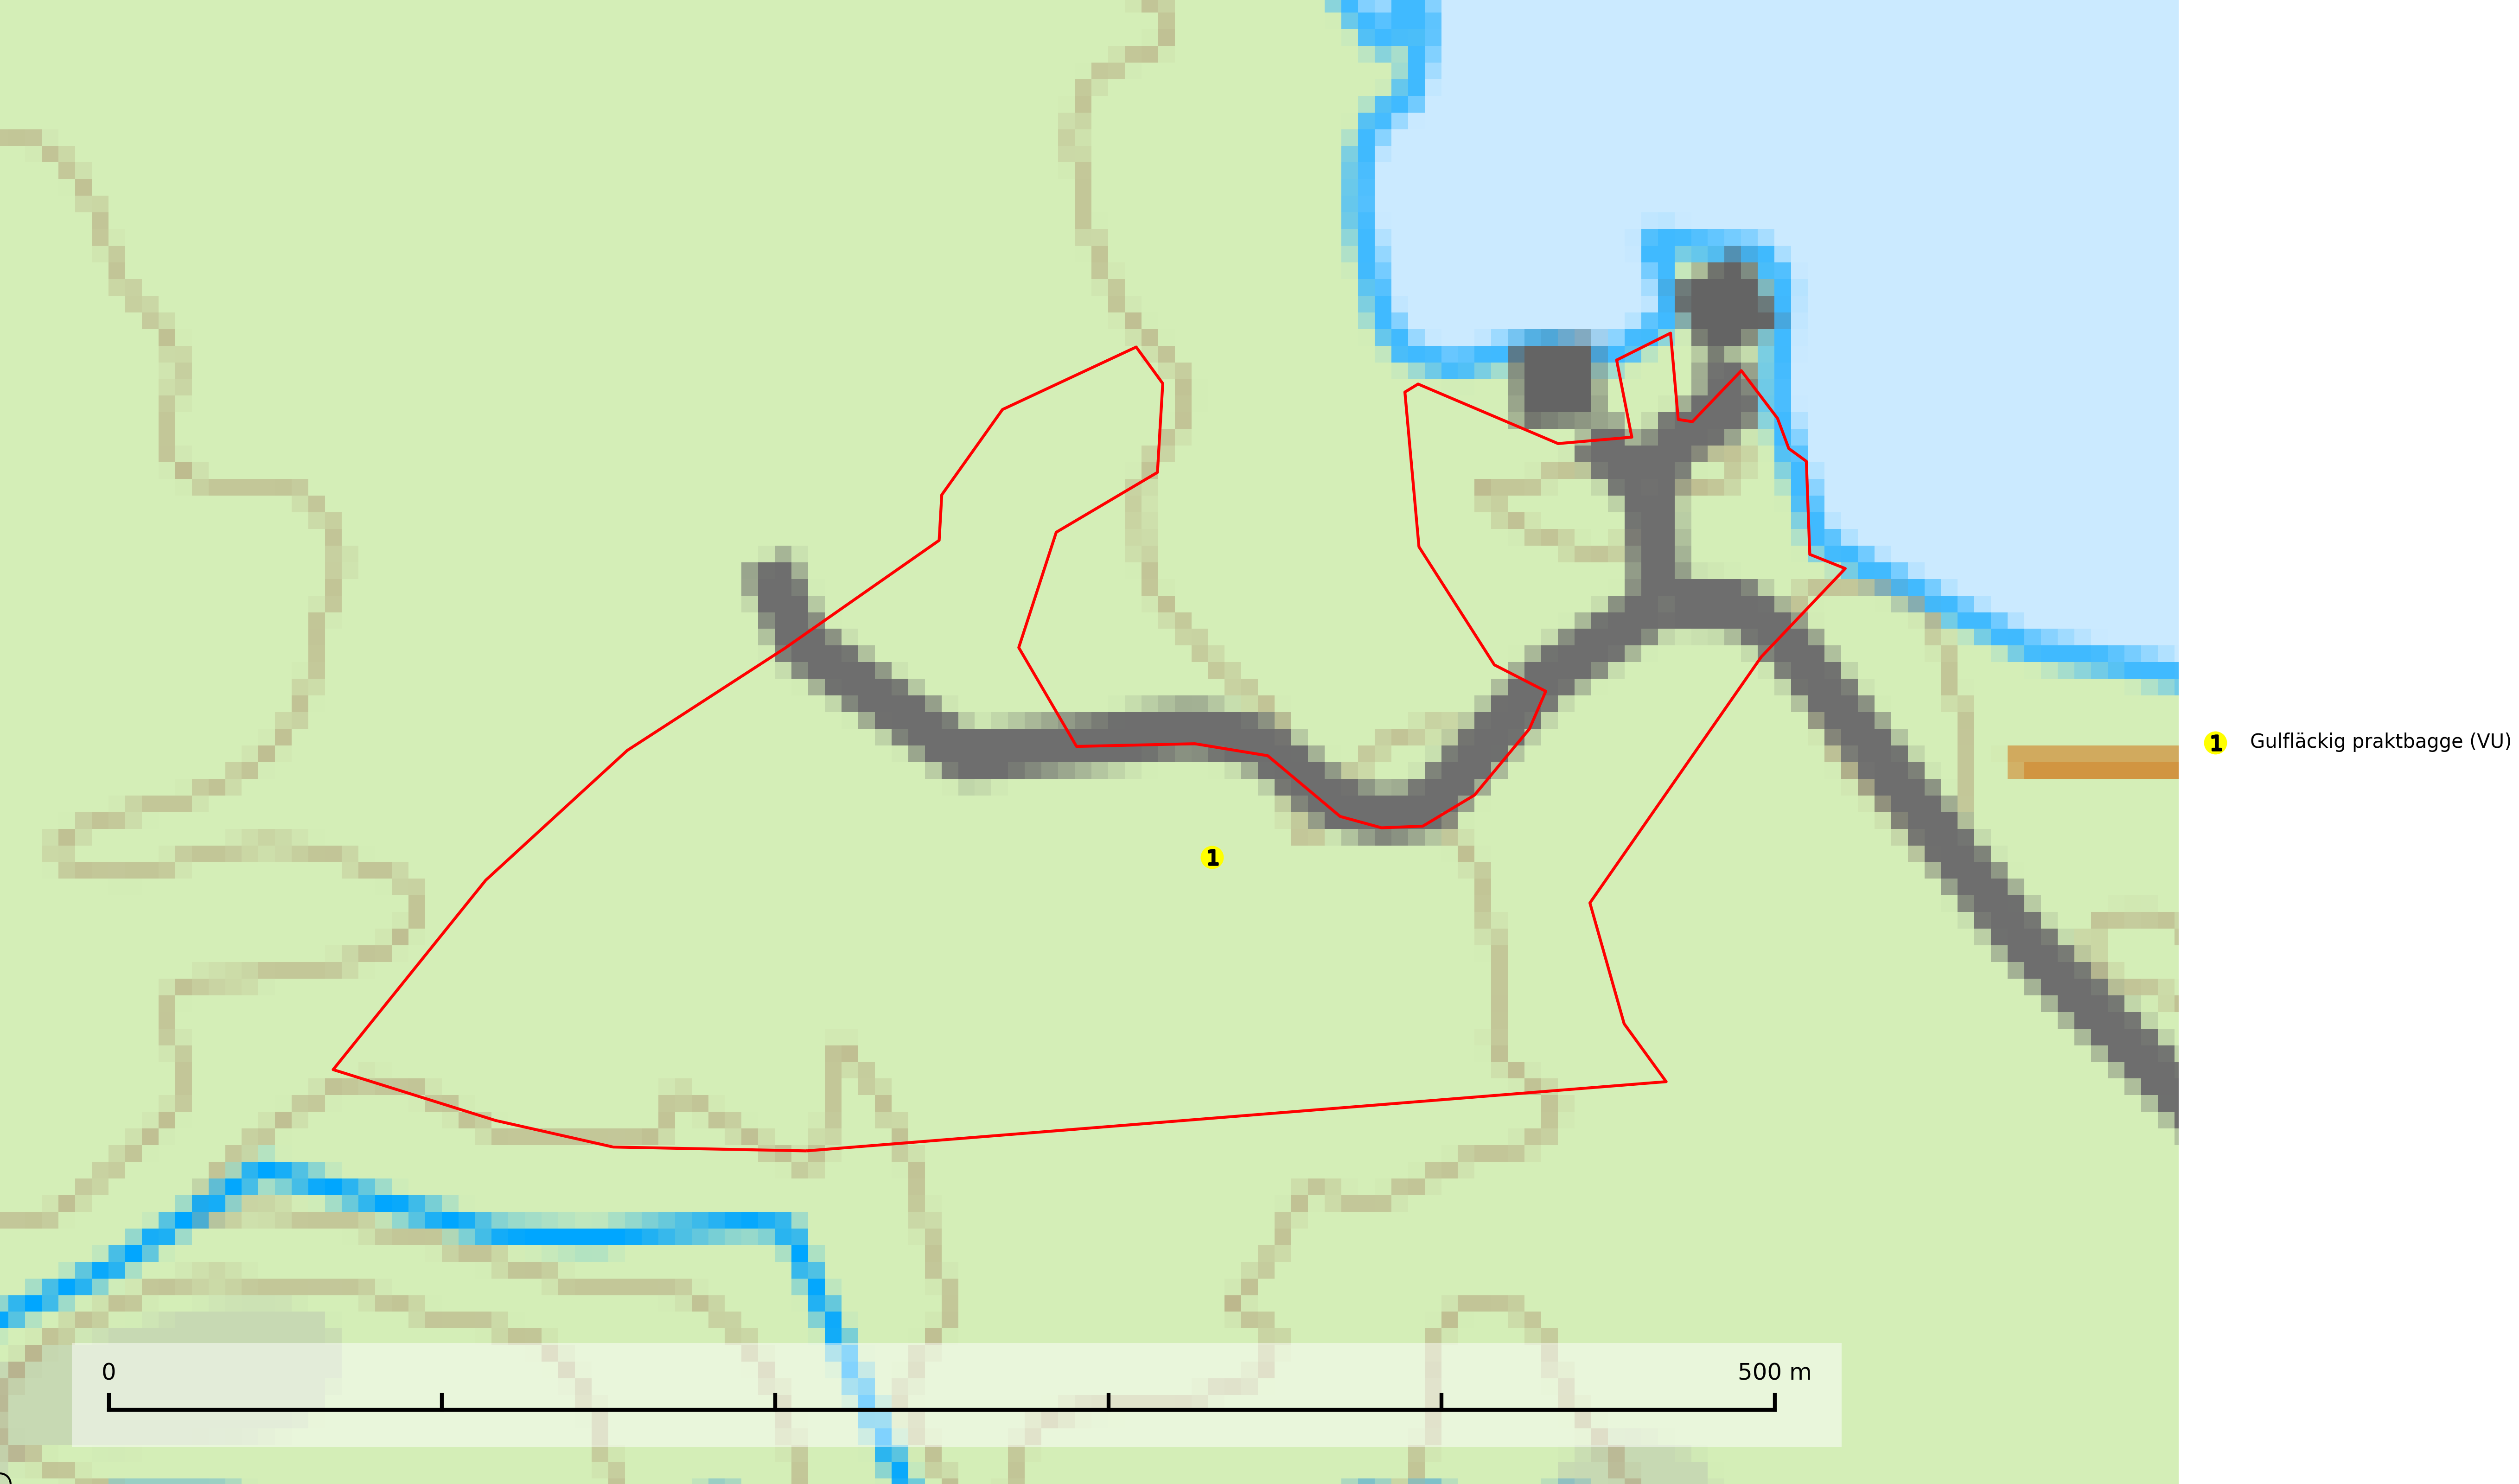 1
1 Gulfläckig praktbagge (VU)
0 500 m